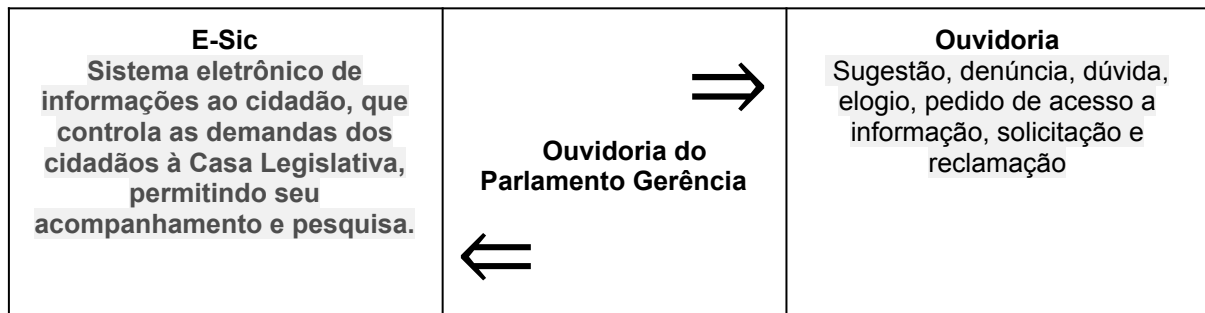 E-Sic
Sistema eletrônico de
informações ao cidadão, que
controla as demandas dos
cidadãos à Casa Legislativa,
permitindo seu
acompanhamento e pesquisa.
⇒
Ouvidoria do
Parlamento Gerência
⇐
Ouvidoria
Sugestão, denúncia, dúvida,
elogio, pedido de acesso a
informação, solicitação e
reclamação